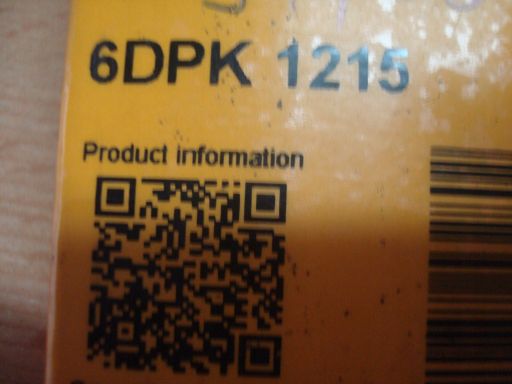 6DPK 1215
Product information